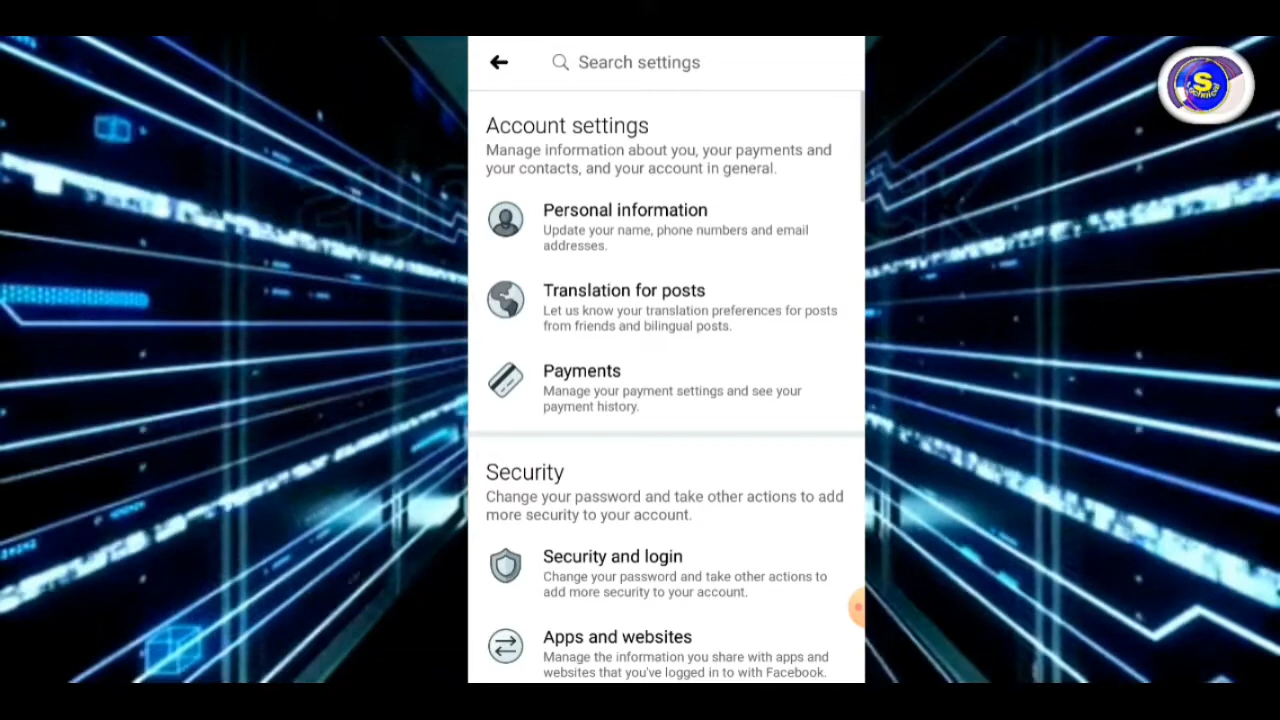 Search settings
Account settings
Manage information about you, your payments and
your contacts, and your account in general.
Personal information
Update your name, phone numbers and email
addresses.
Translation for posts
Let us know your translation preferences for posts
from friends and bilingual posts.
Payments
Manage your payment settings and see your
payment history.
Security
Change your password and take other actions to add
more security to your account.
Security and login
Change your password and take other actions to
add more security to your account.
Apps and websites
Manage the information you share with apps and
websites that you've logged in to with Facebook.
S